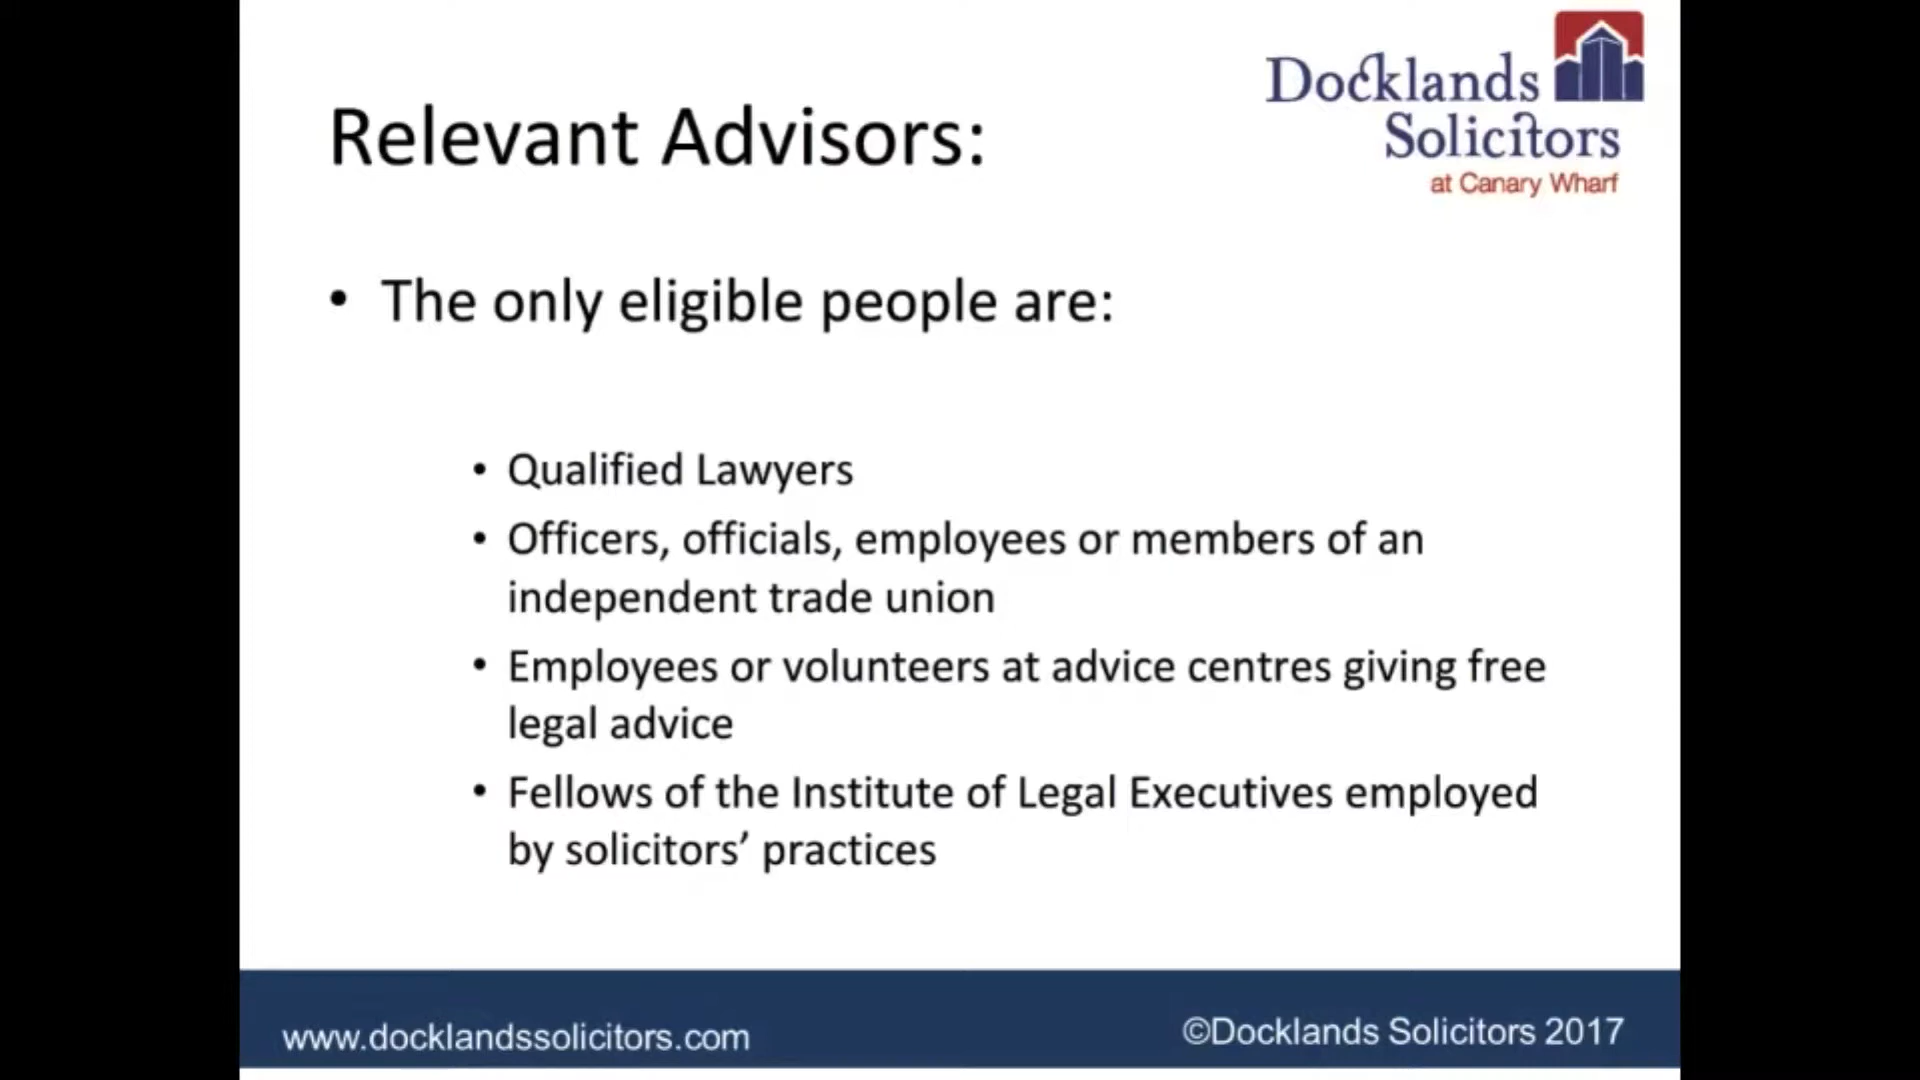 Docklands
Solicitors
at Canary Wharf
Relevant Advisors:
• The only eligible people are:
• Qualified Lawyers
• Officers, officials, employees or members of an
independent trade union
• Employees or volunteers at advice centres giving free
legal advice
• Fellows of the Institute of Legal Executives employed
by solicitors’ practices
www.docklandssolicitors.com
©Docklands Solicitors 2017